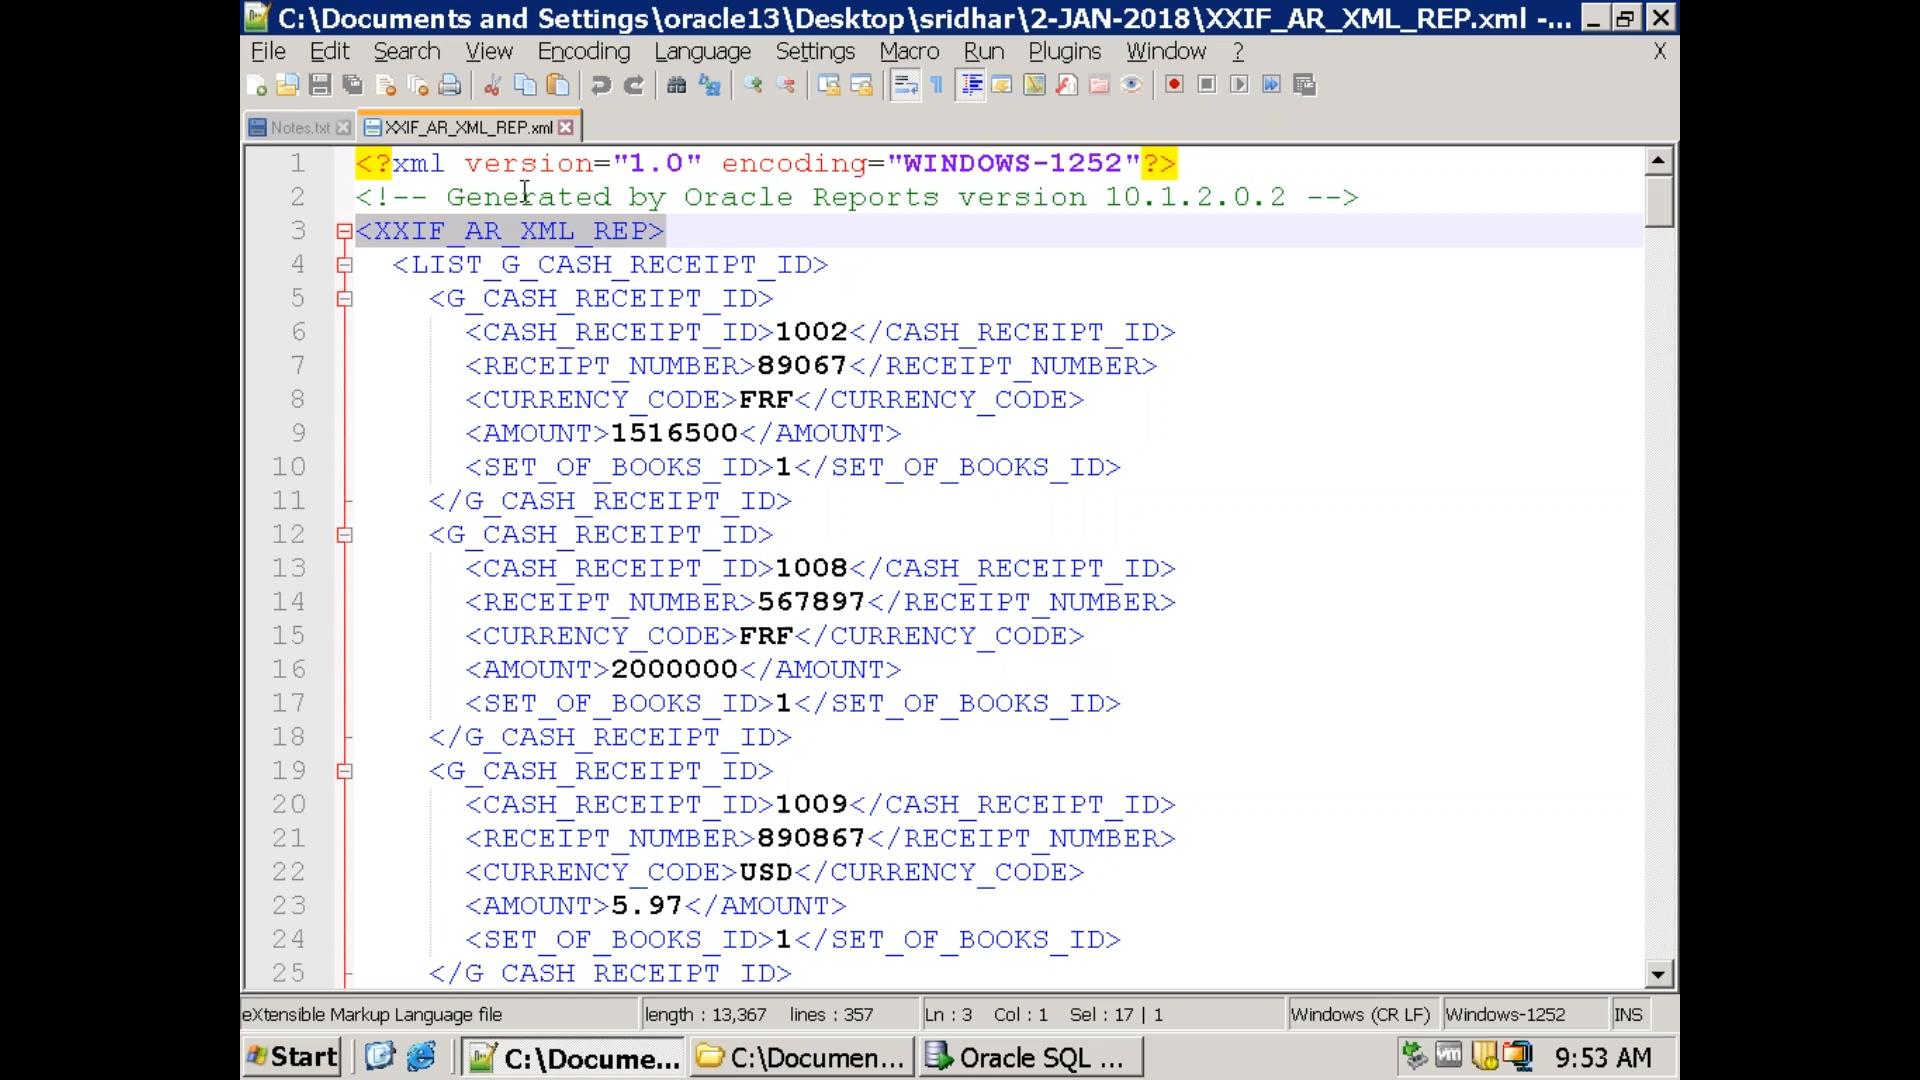 C:\Documents and Settings\oracle13\Desktop\sridhar\2-JAN-2018\XXIF_AR_XML_REP.xml -...
File Edit Search View Encoding Language Settings Macro Run Plugins Window ? X
Notes.txt XXIF_AR_XML_REP.xml
1 <?xml version="1.0" encoding="WINDOWS-1252"?>
2 <!-- Generated by Oracle Reports version 10.1.2.0.2 -->
3 <XXIF_AR_XML_REP>
4 <LIST_G_CASH_RECEIPT_ID>
5 <G_CASH_RECEIPT_ID>
6 <CASH_RECEIPT_ID>1002</CASH_RECEIPT_ID>
7 <RECEIPT_NUMBER>89067</RECEIPT_NUMBER>
8 <CURRENCY_CODE>FRF</CURRENCY_CODE>
9 <AMOUNT>1516500</AMOUNT>
10 <SET_OF_BOOKS_ID>1</SET_OF_BOOKS_ID>
11 </G_CASH_RECEIPT_ID>
12 <G_CASH_RECEIPT_ID>
13 <CASH_RECEIPT_ID>1008</CASH_RECEIPT_ID>
14 <RECEIPT_NUMBER>567897</RECEIPT_NUMBER>
15 <CURRENCY_CODE>FRF</CURRENCY_CODE>
16 <AMOUNT>2000000</AMOUNT>
17 <SET_OF_BOOKS_ID>1</SET_OF_BOOKS_ID>
18 </G_CASH_RECEIPT_ID>
19 <G_CASH_RECEIPT_ID>
20 <CASH_RECEIPT_ID>1009</CASH_RECEIPT_ID>
21 <RECEIPT_NUMBER>890867</RECEIPT_NUMBER>
22 <CURRENCY_CODE>USD</CURRENCY_CODE>
23 <AMOUNT>5.97</AMOUNT>
24 <SET_OF_BOOKS_ID>1</SET_OF_BOOKS_ID>
25 </G_CASH_RECEIPT_ID>
eXtensible Markup Language file length : 13,367 lines : 357 Ln : 3 Col : 1 Sel : 17 | 1 Windows (CR LF) Windows-1252 INS
Start C:\Docume... C:\Documen... Oracle SQL ... 9:53 AM